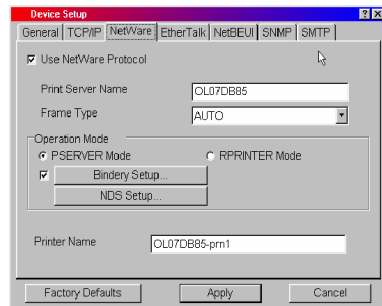 Device Setup
General TCP/IP NetWare EtherTalk NetBEUI SNMP SMTP
Use NetWare Protocol
Print Server Name OL07DB85
Frame Type AUTO
Operation Mode
PSERVER Mode RPRINTER Mode
Bindery Setup...
NDS Setup...
Printer Name OL07DB85-prn1
Factory Defaults Apply Cancel